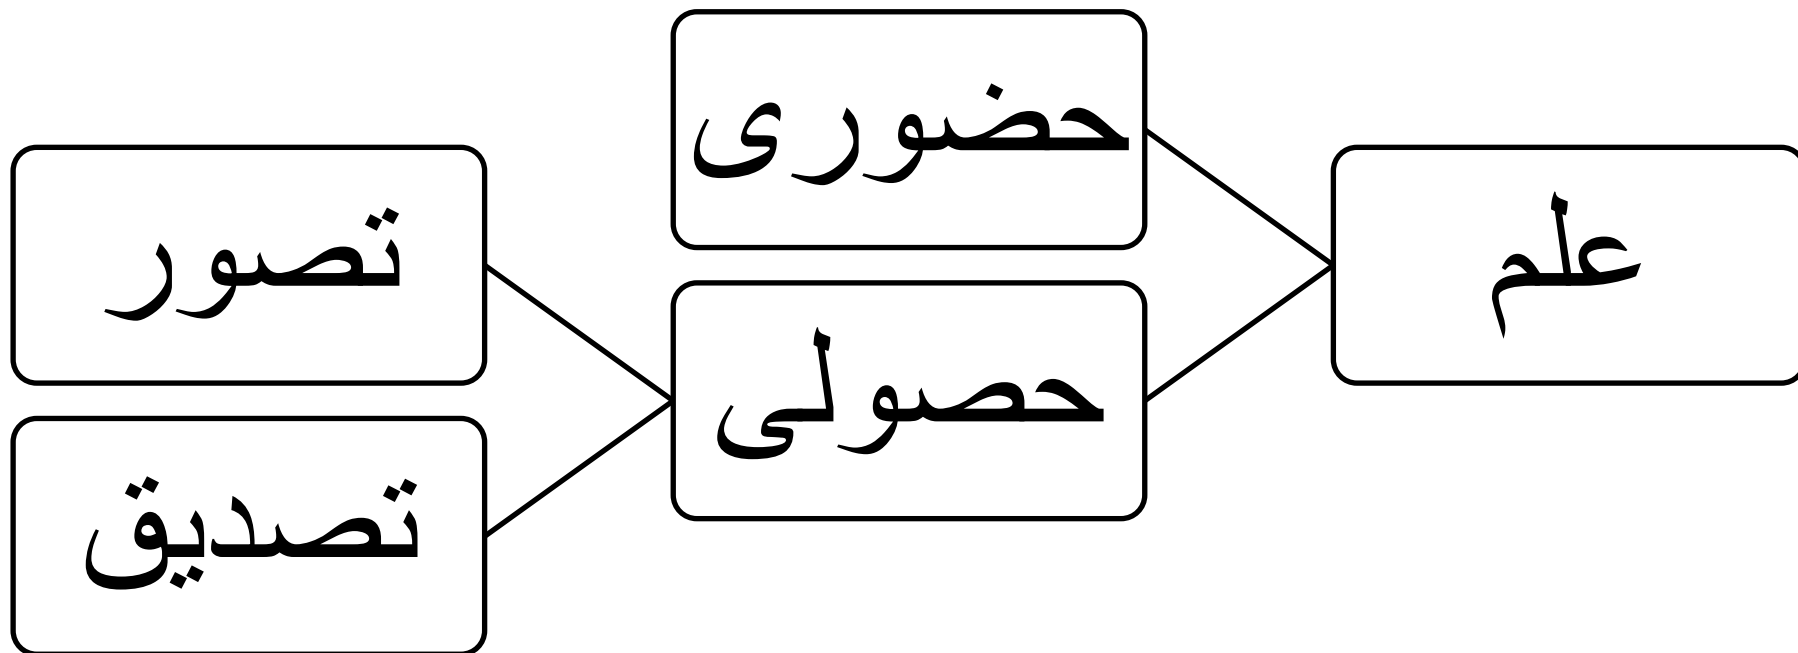 علم
حضوری
حصولی
تصور
تصدیق